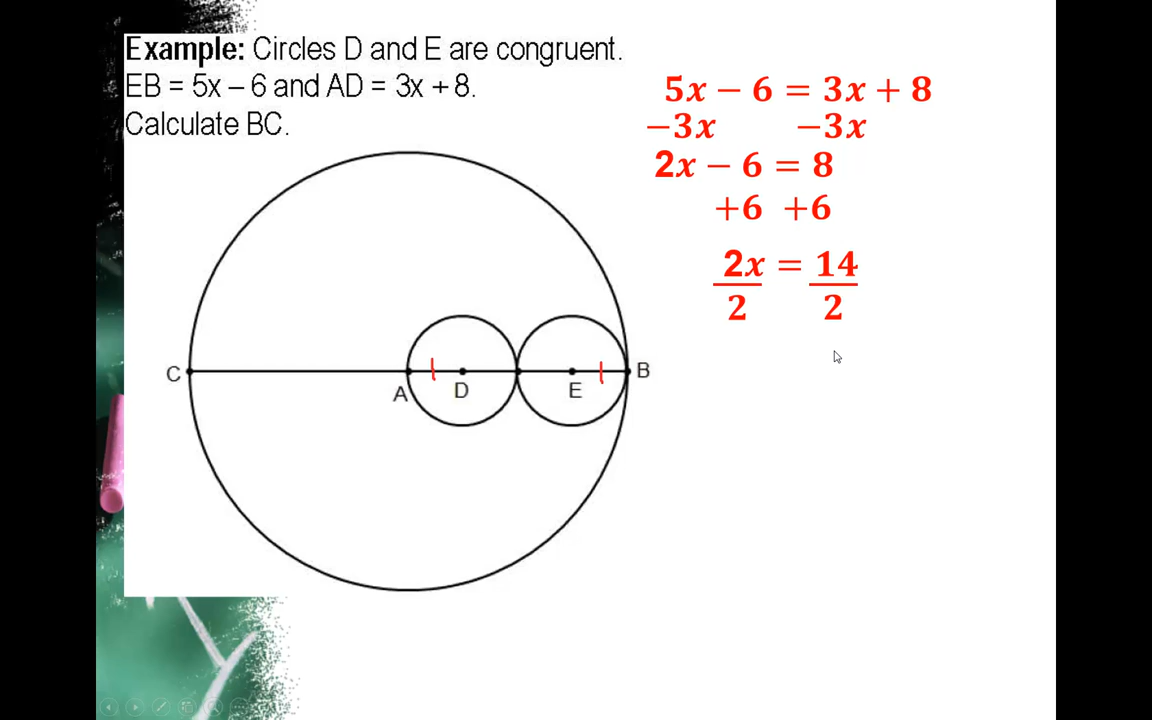 Example: Circles D and E are congruent.
EB = 5x – 6 and AD = 3x + 8.
Calculate BC.
5x − 6 = 3x + 8
−3x −3x
2x − 6 = 8
+6 +6
2x = 14
2 2
C
A
D
E
B